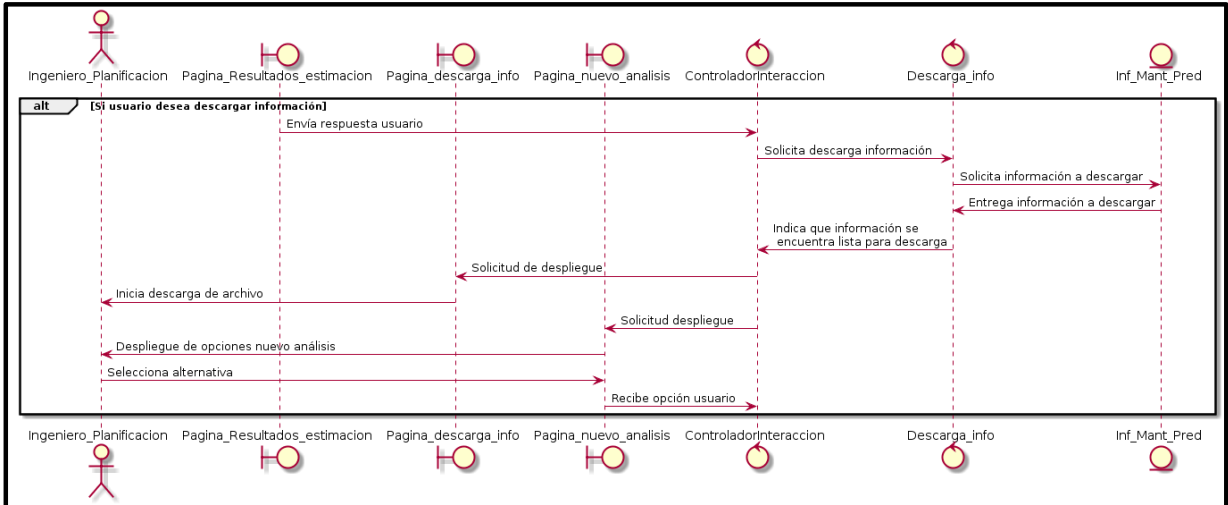 Ingeniero_Planificacion Pagina_Resultados_estimacion Pagina_descarga_info Pagina_nuevo_analisis ControladorInteraccion Descarga_info Inf_Mant_Pred
alt [Si usuario desea descargar información]
Envía respuesta usuario
Solicita descarga información
Solicita información a descargar
Entrega información a descargar
Indica que información se
encuentra lista para descarga
Solicitud de despliegue
Inicia descarga de archivo
Solicitud despliegue
Despliegue de opciones nuevo análisis
Selecciona alternativa
Recibe opción usuario
Ingeniero_Planificacion Pagina_Resultados_estimacion Pagina_descarga_info Pagina_nuevo_analisis ControladorInteraccion Descarga_info Inf_Mant_Pred